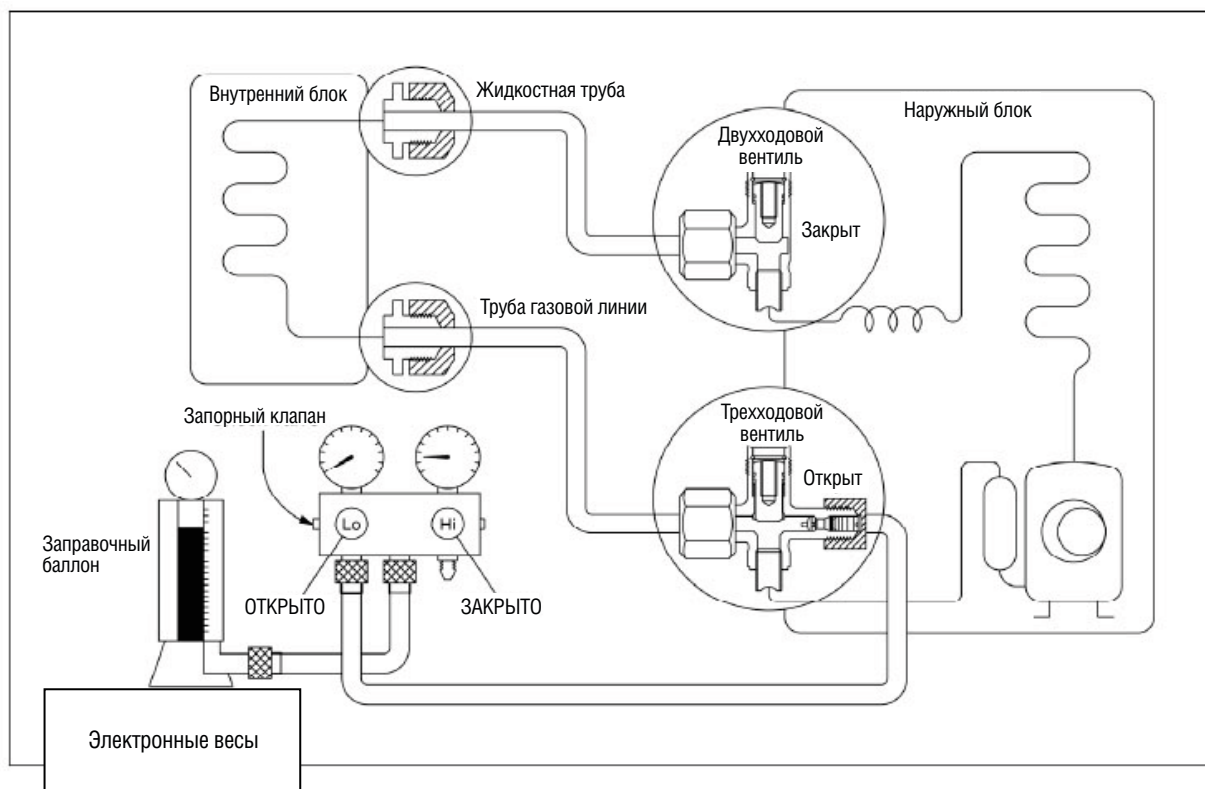 Внутренний блок
Жидкостная труба
Двухходовой
вентиль
Закрыт
Наружный блок
Труба газовой линии
Запорный клапан
Трехходовой
вентиль
Открыт
Lo
Hi
Заправочный
баллон
ОТКРЫТО
ЗАКРЫТО
Электронные весы